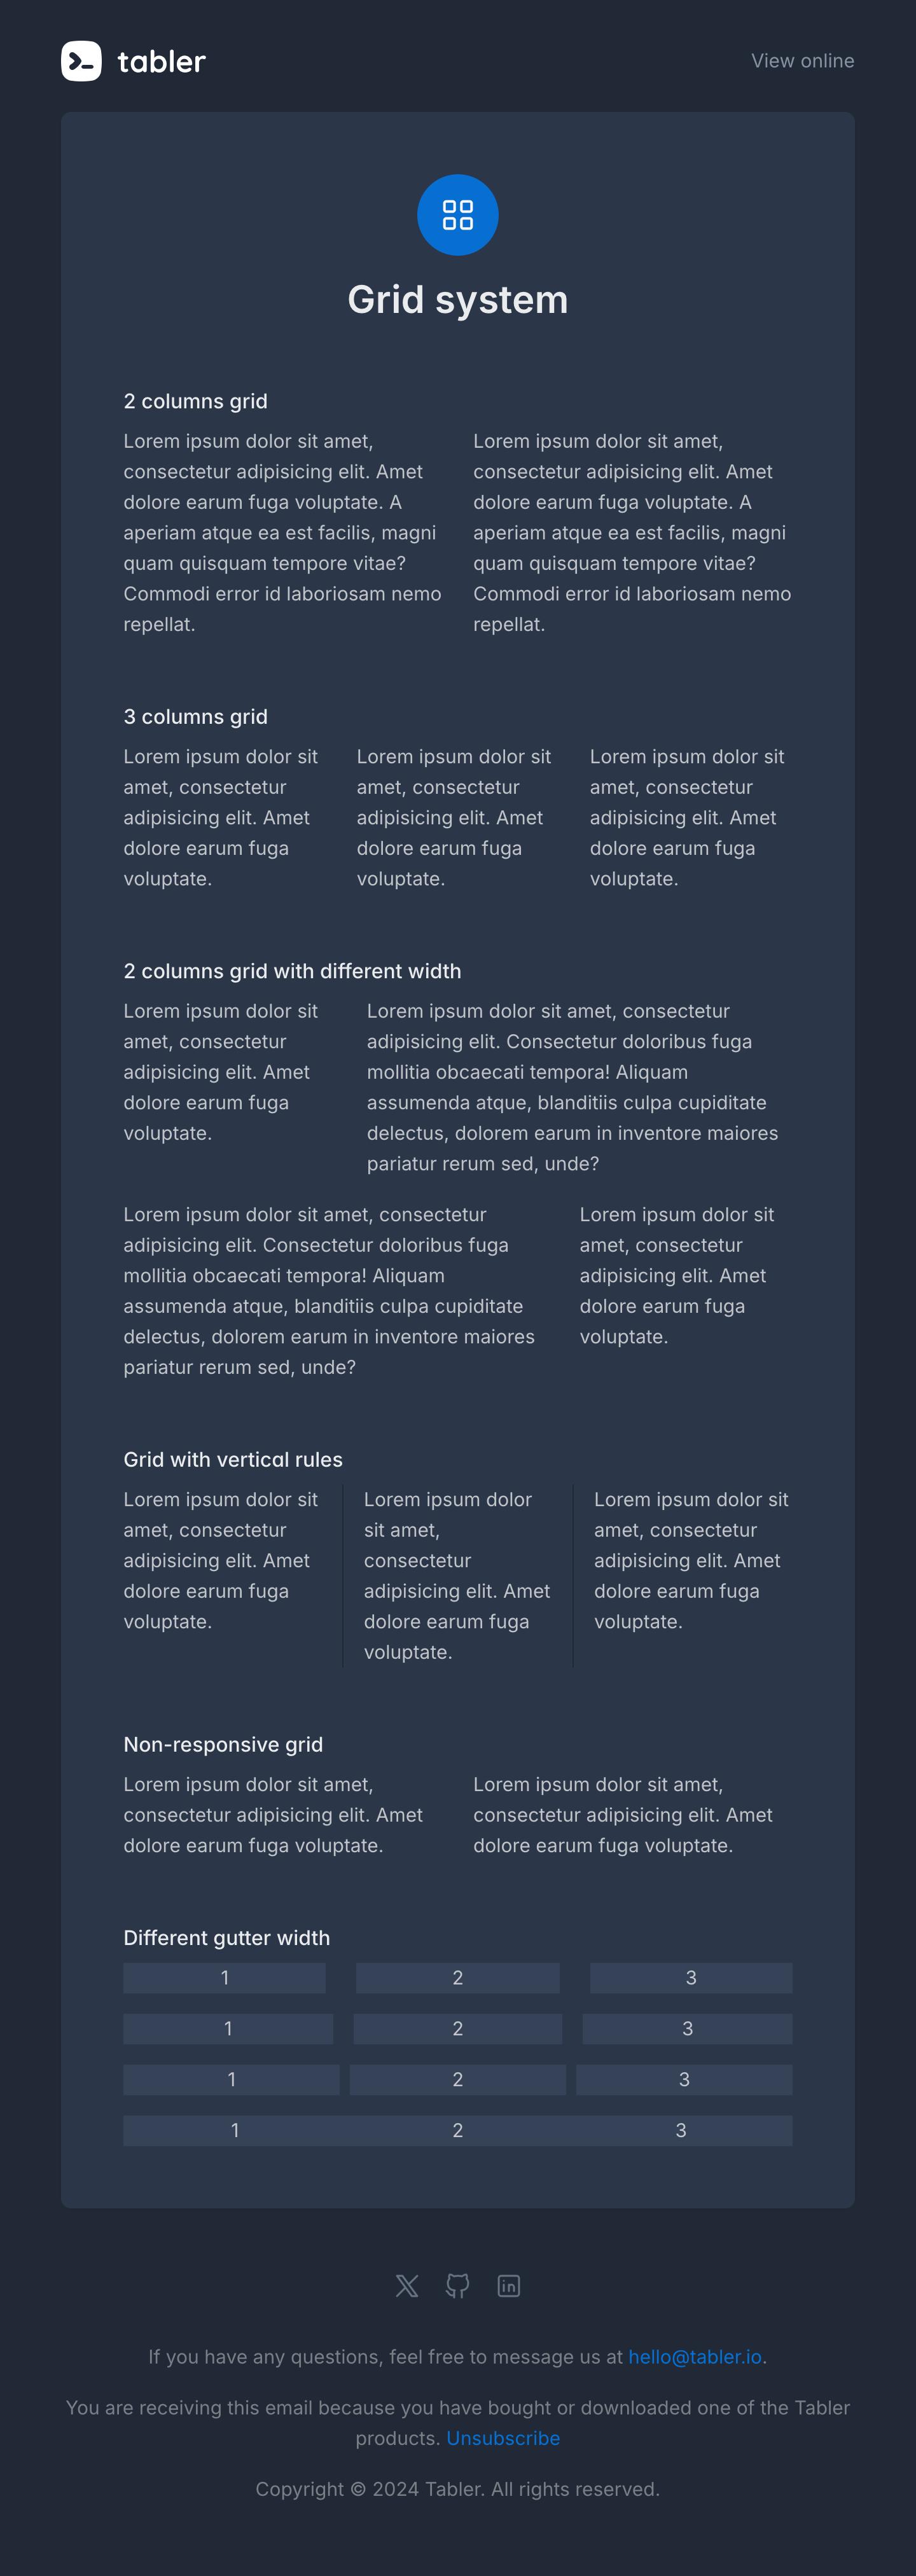 tabler
View online
Grid system
2 columns grid
Lorem ipsum dolor sit amet,
consectetur adipisicing elit. Amet
dolore earum fuga voluptate. A
aperiam atque ea est facilis, magni
quam quisquam tempore vitae?
Commodi error id laboriosam nemo
repellat.
Lorem ipsum dolor sit amet,
consectetur adipisicing elit. Amet
dolore earum fuga voluptate. A
aperiam atque ea est facilis, magni
quam quisquam tempore vitae?
Commodi error id laboriosam nemo
repellat.
3 columns grid
Lorem ipsum dolor sit
amet, consectetur
adipisicing elit. Amet
dolore earum fuga
voluptate.
Lorem ipsum dolor sit
amet, consectetur
adipisicing elit. Amet
dolore earum fuga
voluptate.
Lorem ipsum dolor sit
amet, consectetur
adipisicing elit. Amet
dolore earum fuga
voluptate.
2 columns grid with different width
Lorem ipsum dolor sit
amet, consectetur
adipisicing elit. Amet
dolore earum fuga
voluptate.
Lorem ipsum dolor sit amet, consectetur
adipisicing elit. Consectetur doloribus fuga
mollitia obcaecati tempora! Aliquam
assumenda atque, blanditiis culpa cupiditate
delectus, dolorem earum in inventore maiores
pariatur rerum sed, unde?
Lorem ipsum dolor sit amet, consectetur
adipisicing elit. Consectetur doloribus fuga
mollitia obcaecati tempora! Aliquam
assumenda atque, blanditiis culpa cupiditate
delectus, dolorem earum in inventore maiores
pariatur rerum sed, unde?
Lorem ipsum dolor sit
amet, consectetur
adipisicing elit. Amet
dolore earum fuga
voluptate.
Grid with vertical rules
Lorem ipsum dolor sit
amet, consectetur
adipisicing elit. Amet
dolore earum fuga
voluptate.
Lorem ipsum dolor
sit amet,
consectetur
adipisicing elit. Amet
dolore earum fuga
voluptate.
Lorem ipsum dolor sit
amet, consectetur
adipisicing elit. Amet
dolore earum fuga
voluptate.
Non-responsive grid
Lorem ipsum dolor sit amet,
consectetur adipisicing elit. Amet
dolore earum fuga voluptate.
Lorem ipsum dolor sit amet,
consectetur adipisicing elit. Amet
dolore earum fuga voluptate.
Different gutter width
1 2 3
1 2 3
1 2 3
1 2 3
If you have any questions, feel free to message us at hello@tabler.io.
You are receiving this email because you have bought or downloaded one of the Tabler
products. Unsubscribe
Copyright © 2024 Tabler. All rights reserved.